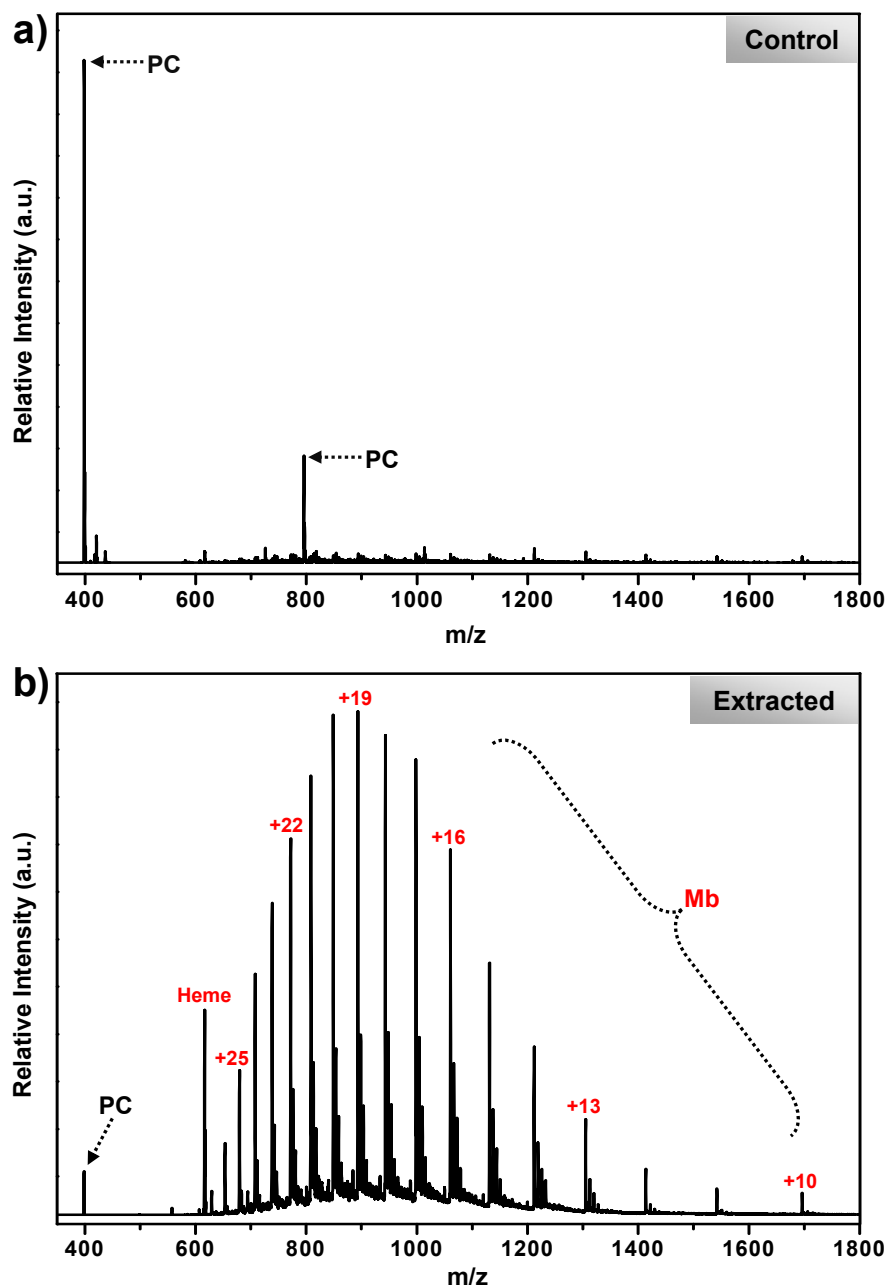 a)
Control
PC
PC
Relative Intensity (a.u.)
400 600 800 1000 1200 1400 1600 1800
m/z
b)
Extracted
+19
+22
+16
Mb
Heme
+25
PC
+13
+10
Relative Intensity (a.u.)
400 600 800 1000 1200 1400 1600 1800
m/z